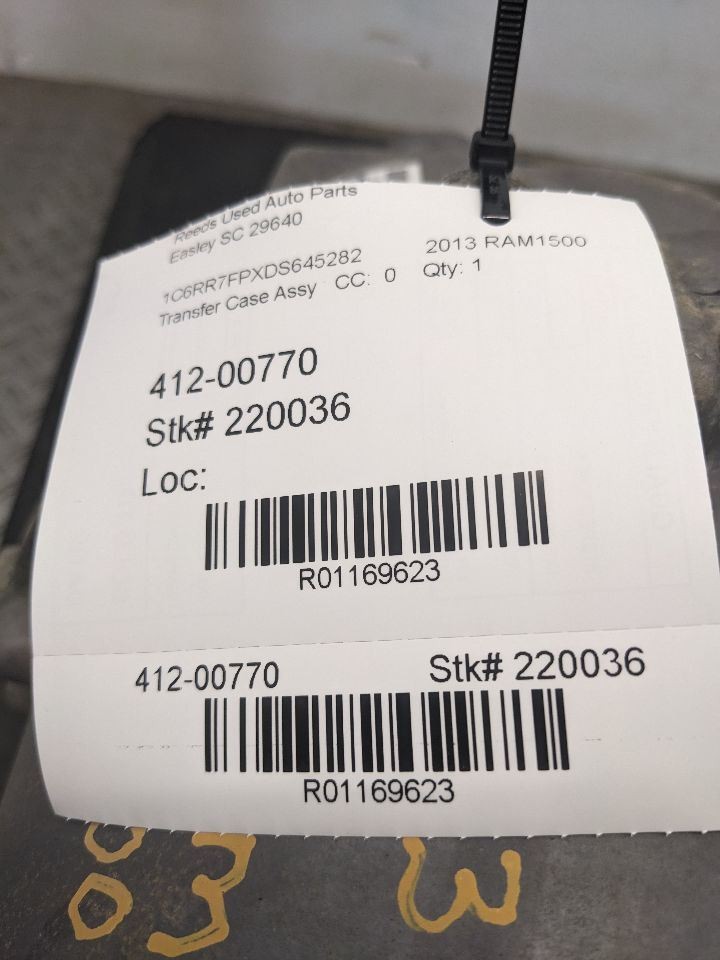 Reeds Used Auto Parts
Easley SC 29640
1C6RR7FPXDS645282 2013 RAM1500
Transfer Case Assy CC: 0 Qty: 1
412-00770
Stk# 220036
Loc:
R01169623
412-00770 Stk# 220036
R01169623